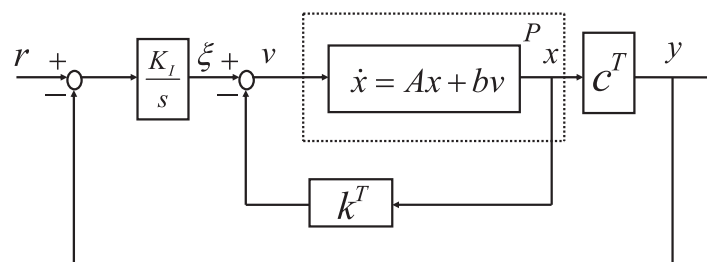 r
+
−
K_I
s
ξ
+
−
v
ẋ = Ax + bv
P
x
c^T
y
k^T